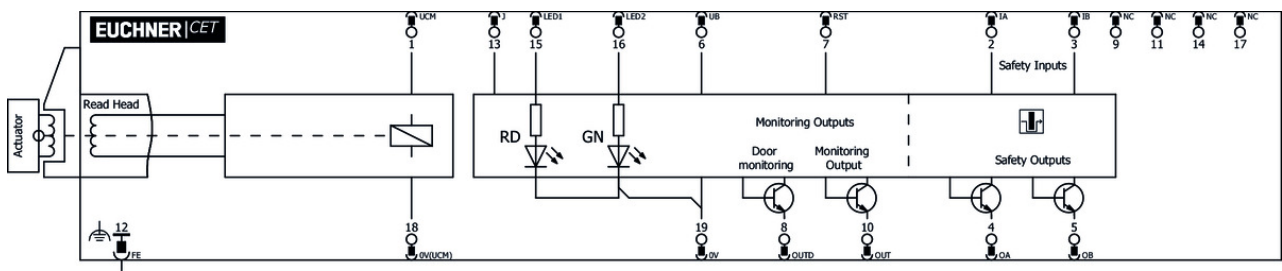 UCM J LED1 LED2 UB RST IA IB NC NC NC NC
EUCHNER CET
1 13 15 16 6 7 2 3 9 11 14 17
Safety Inputs
Actuator
Read Head
RD GN
Monitoring Outputs
Door monitoring
Monitoring Output
Safety Outputs
12 18 19 8 10 4 5
FE 0V(UCM) 0V OUTD OUT OA OB